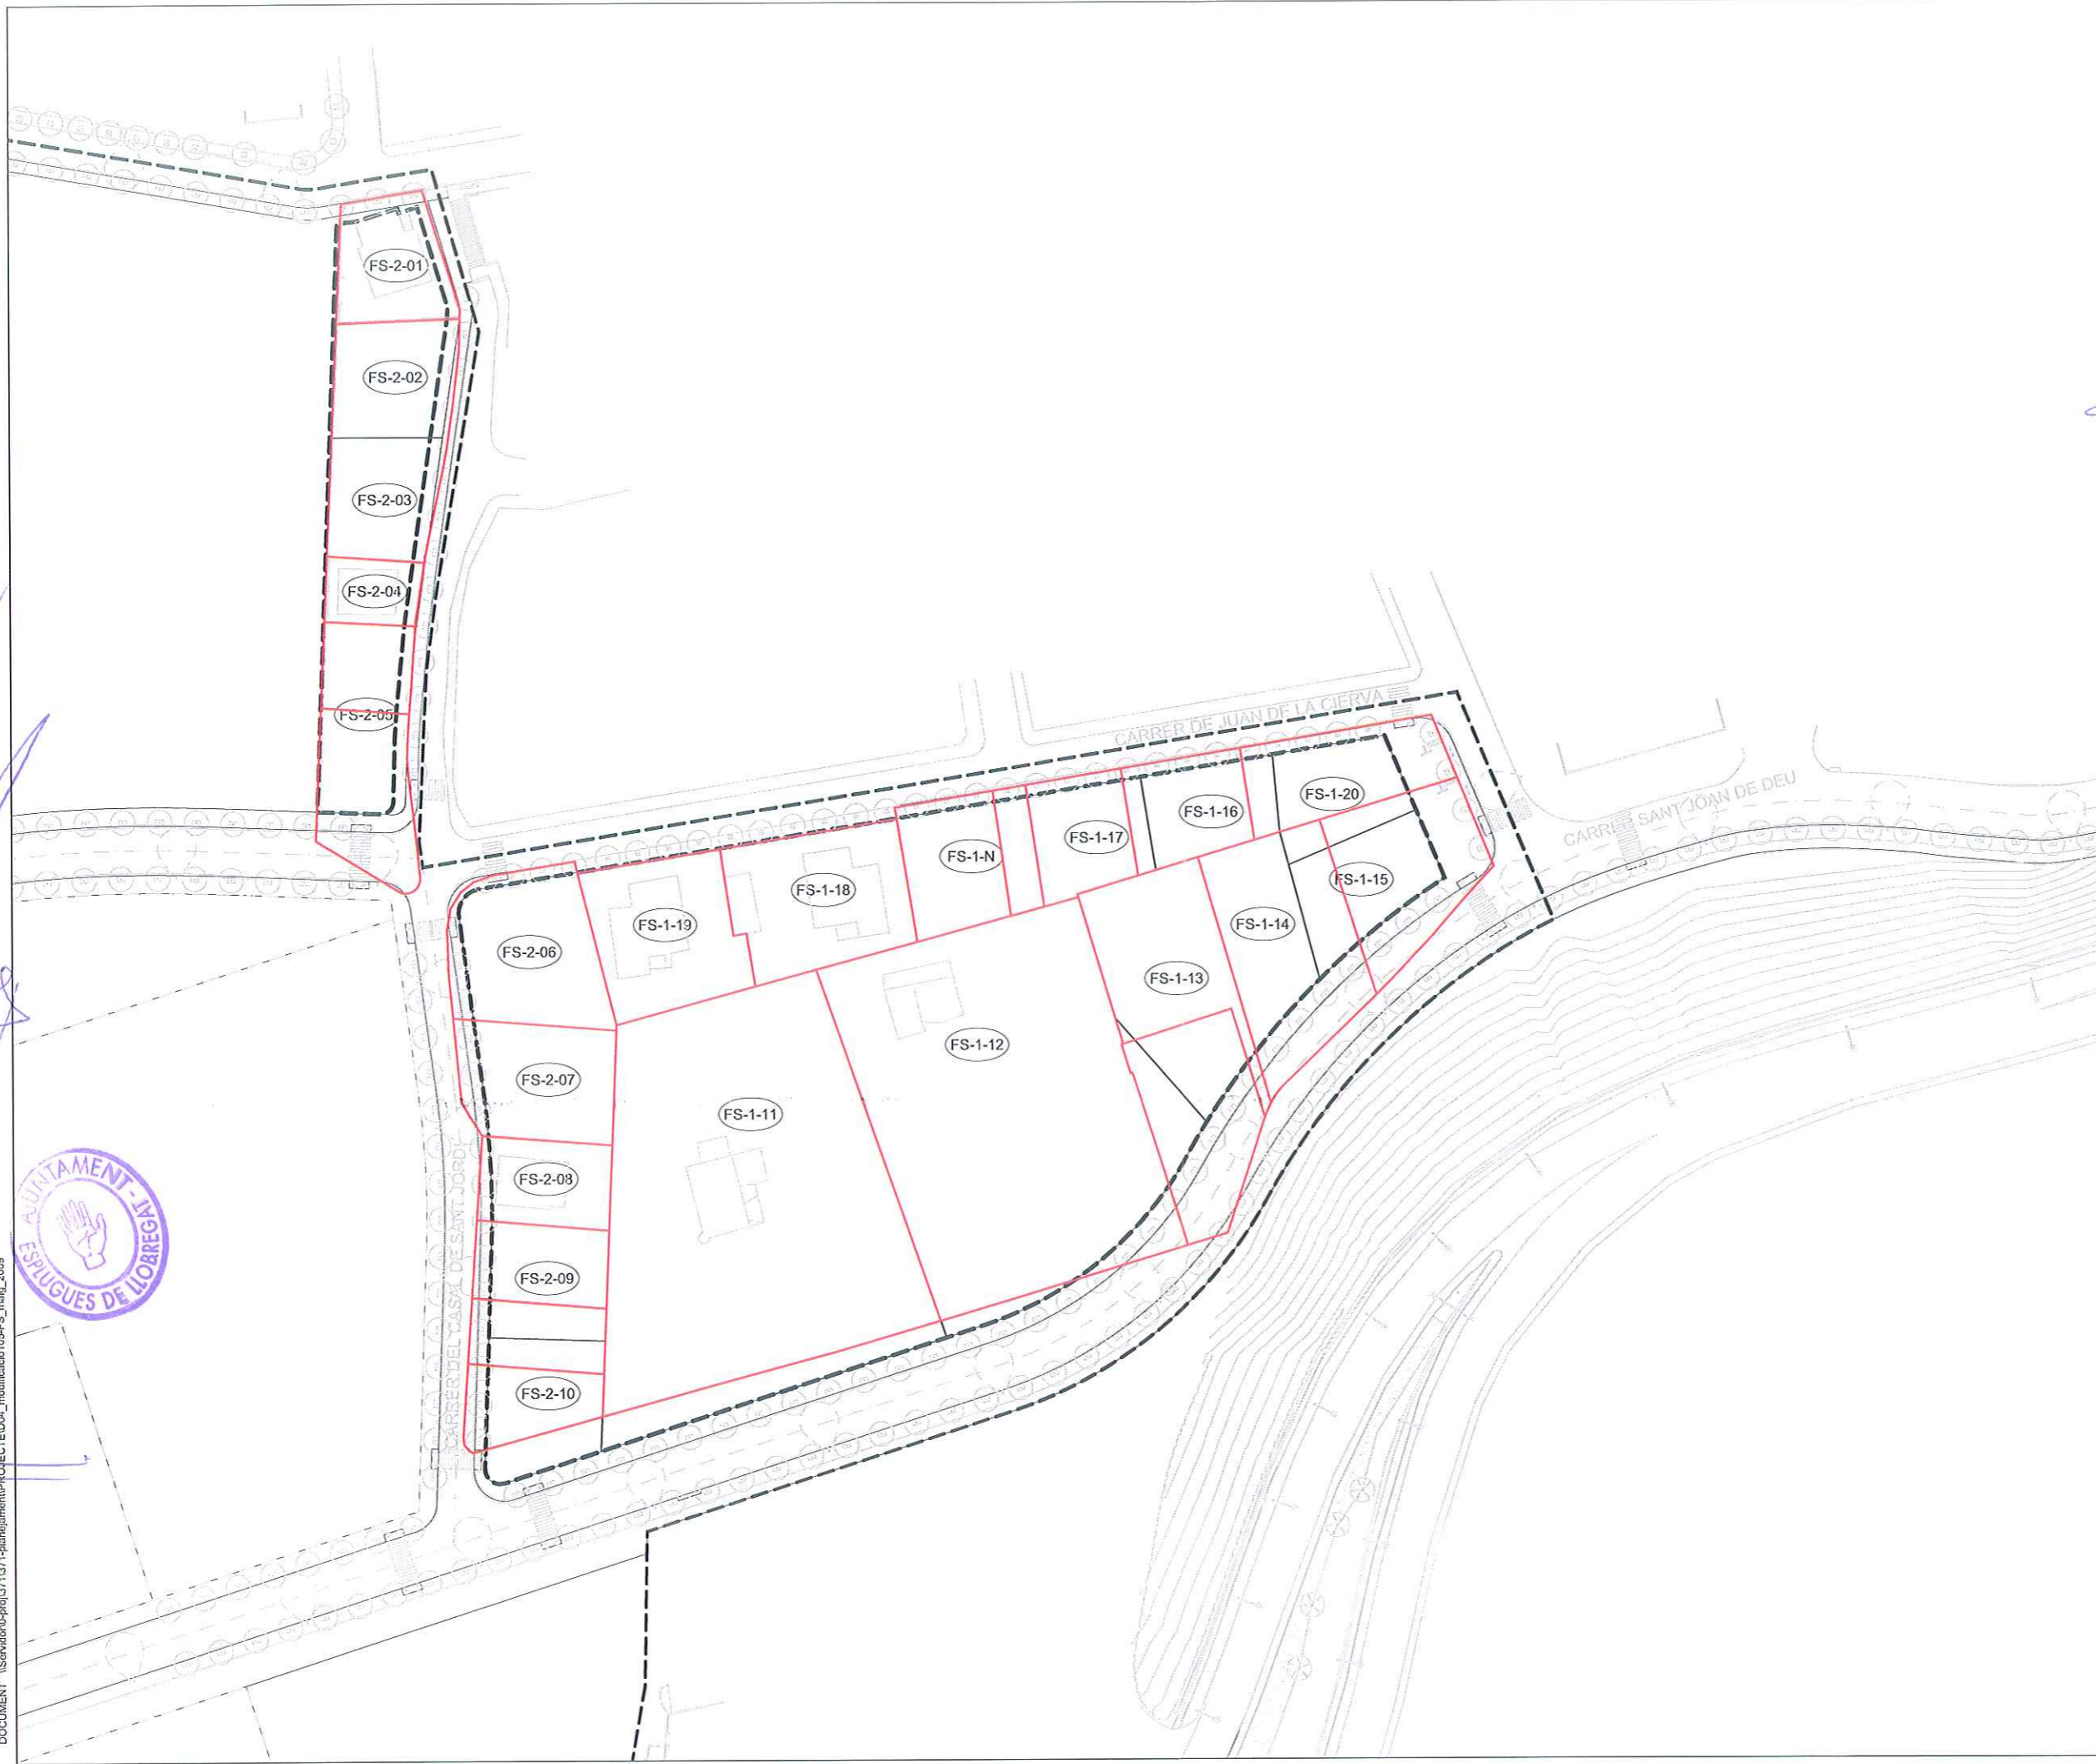 FS-2-01
FS-2-02
FS-2-03
FS-2-04
FS-2-05
CARRER DE JUAN DE LA CIERVA
CARRER SANT JOAN DE DEU
FS-1-20
FS-1-16
FS-1-17
FS-1-N
FS-1-18
FS-1-15
FS-1-19
FS-1-14
FS-2-06
FS-1-13
FS-1-12
FS-2-07
FS-1-11
FS-2-08
FS-2-09
FS-2-10
CARRER DEL CASAL DE SANT JORDI
AJUNTAMENT - ESPLUGUES DE LLOBREGAT
DOCUMENT